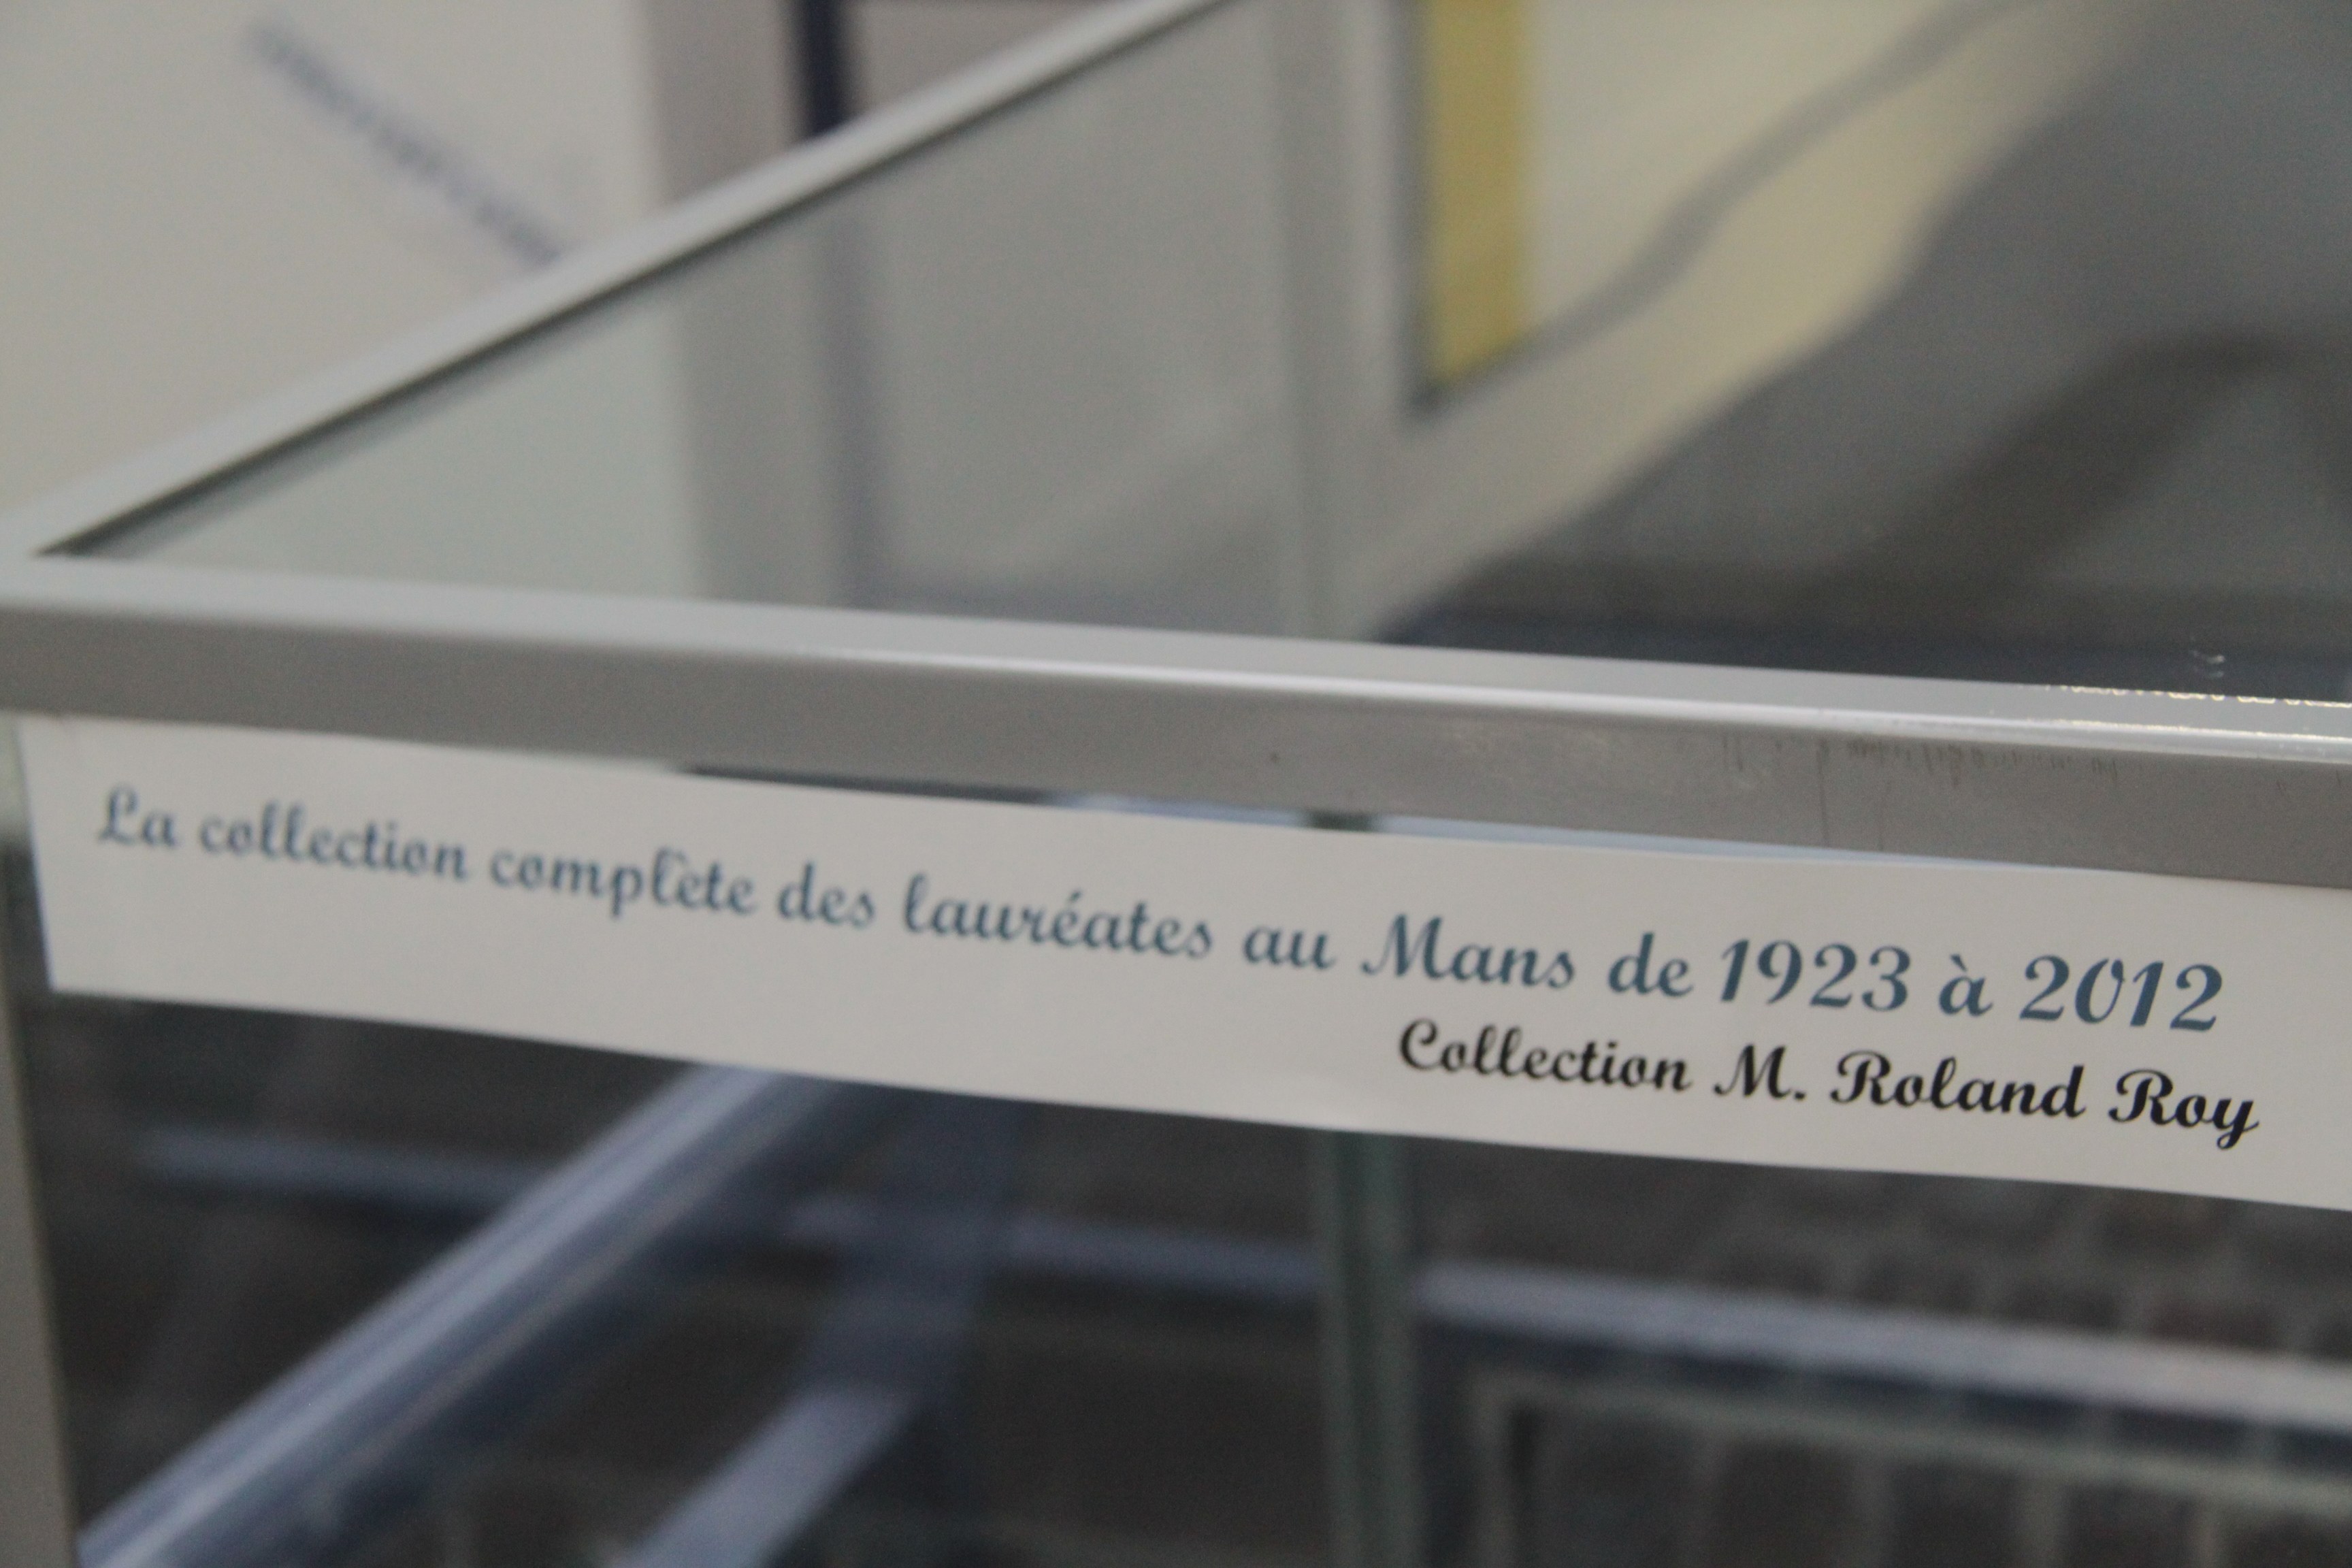 La collection complète des lauréates au Mans de 1923 à 2012
Collection M. Roland Roy